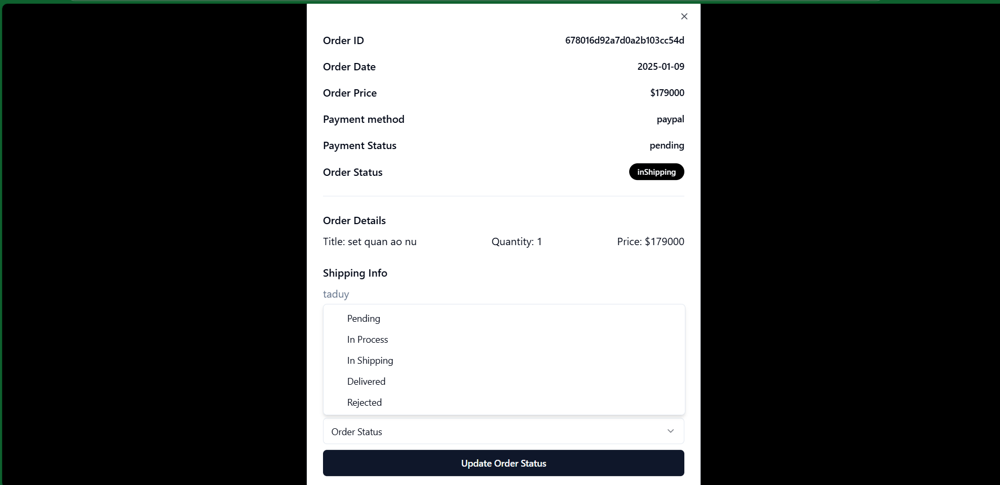 Order ID 678016d92a7d0a2b103cc54d
Order Date 2025-01-09
Order Price $179000
Payment method paypal
Payment Status pending
Order Status inShipping
Order Details
Title: set quan ao nu Quantity: 1 Price: $179000
Shipping Info
taduy
Pending
In Process
In Shipping
Delivered
Rejected
Order Status
Update Order Status